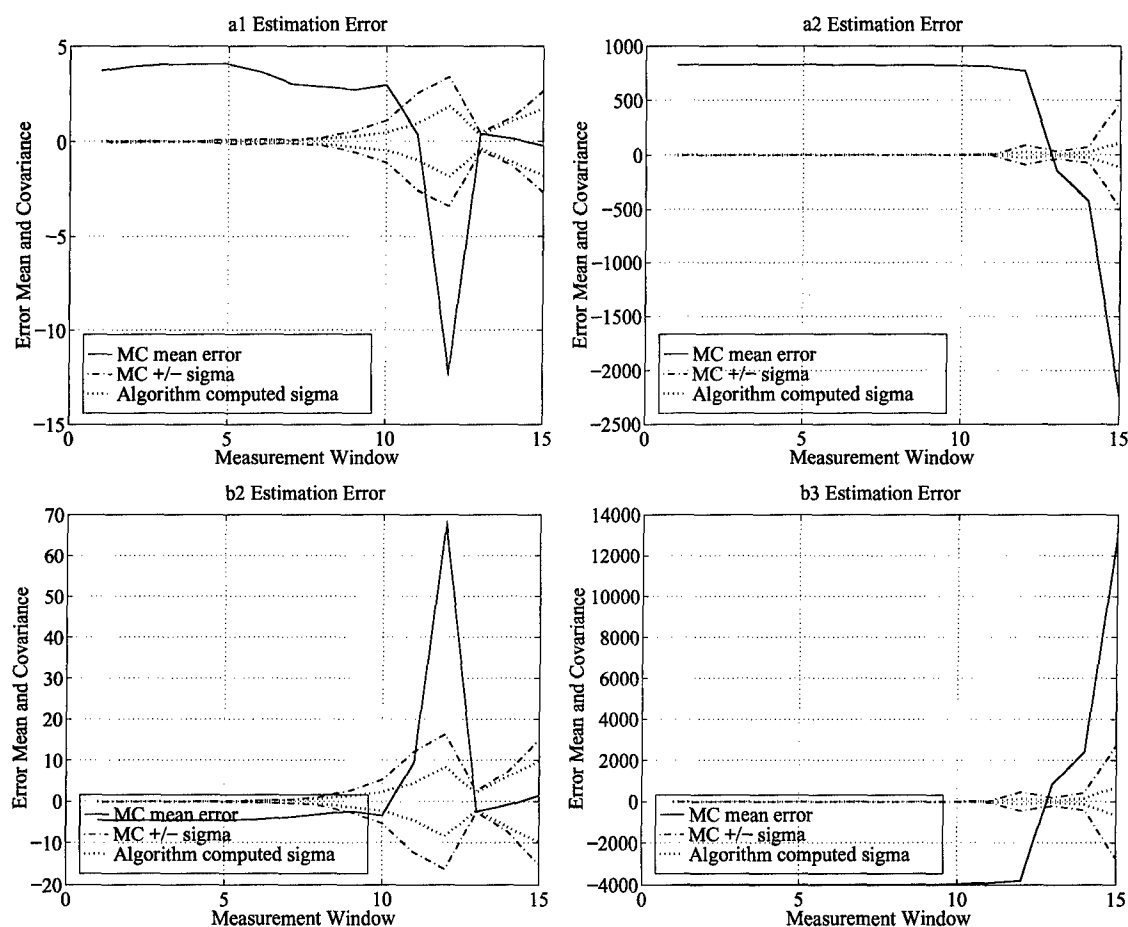 a1 Estimation Error
5
0
−5
−10
−15
Error Mean and Covariance
MC mean error
MC +/− sigma
Algorithm computed sigma
0
5
10
15
Measurement Window
a2 Estimation Error
1000
500
0
−500
−1000
−1500
−2000
−2500
Error Mean and Covariance
MC mean error
MC +/− sigma
Algorithm computed sigma
0
5
10
15
Measurement Window
b2 Estimation Error
70
60
50
40
30
20
10
0
−10
−20
Error Mean and Covariance
MC mean error
MC +/− sigma
Algorithm computed sigma
0
5
10
15
Measurement Window
b3 Estimation Error
14000
12000
10000
8000
6000
4000
2000
0
−2000
−4000
Error Mean and Covariance
MC mean error
MC +/− sigma
Algorithm computed sigma
0
5
10
15
Measurement Window